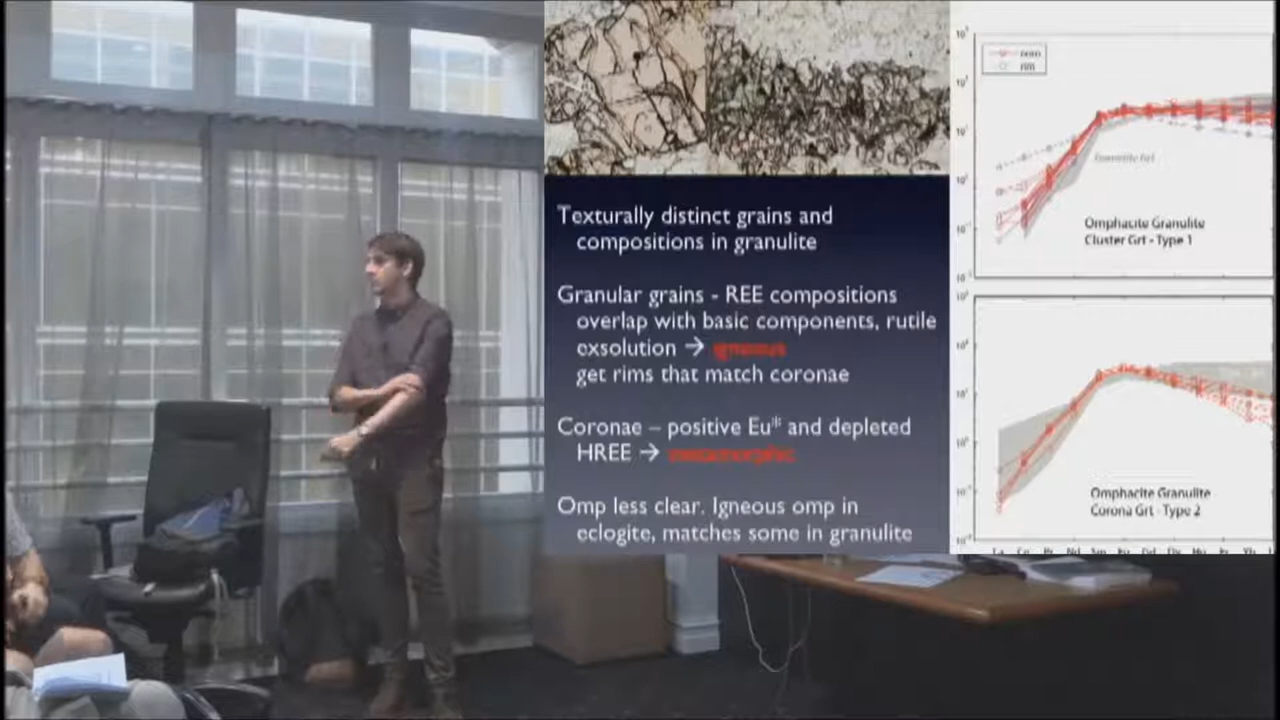 Texturally distinct grains and
compositions in granulite
Granular grains - REE compositions
overlap with basic components, rutile
exsolution → igneous
get rims that match coronae
Coronae – positive Eu* and depleted
HREE → metamorphic
Omp less clear. Igneous omp in
eclogite, matches some in granulite
rim
Omphacite Granulite
Cluster Grt - Type 1
Omphacite Granulite
Corona Grt - Type 2